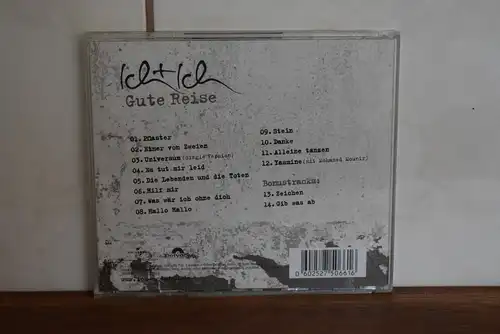 Ich+Ich
Gute Reise
01. Pflaster
02. Einer von Zweien
03. Universum (Single Version)
04. Es tut mir leid
05. Die Lebenden und die Toten
06. Hilf mir
07. Was wär ich ohne dich
08. Hallo Hallo
09. Stein
10. Danke
11. Alleine tanzen
12. Yasmine (mit Mohamed Mounir)
Bonustracks:
13. Zeichen
14. Gib was ab
0 602527 506616